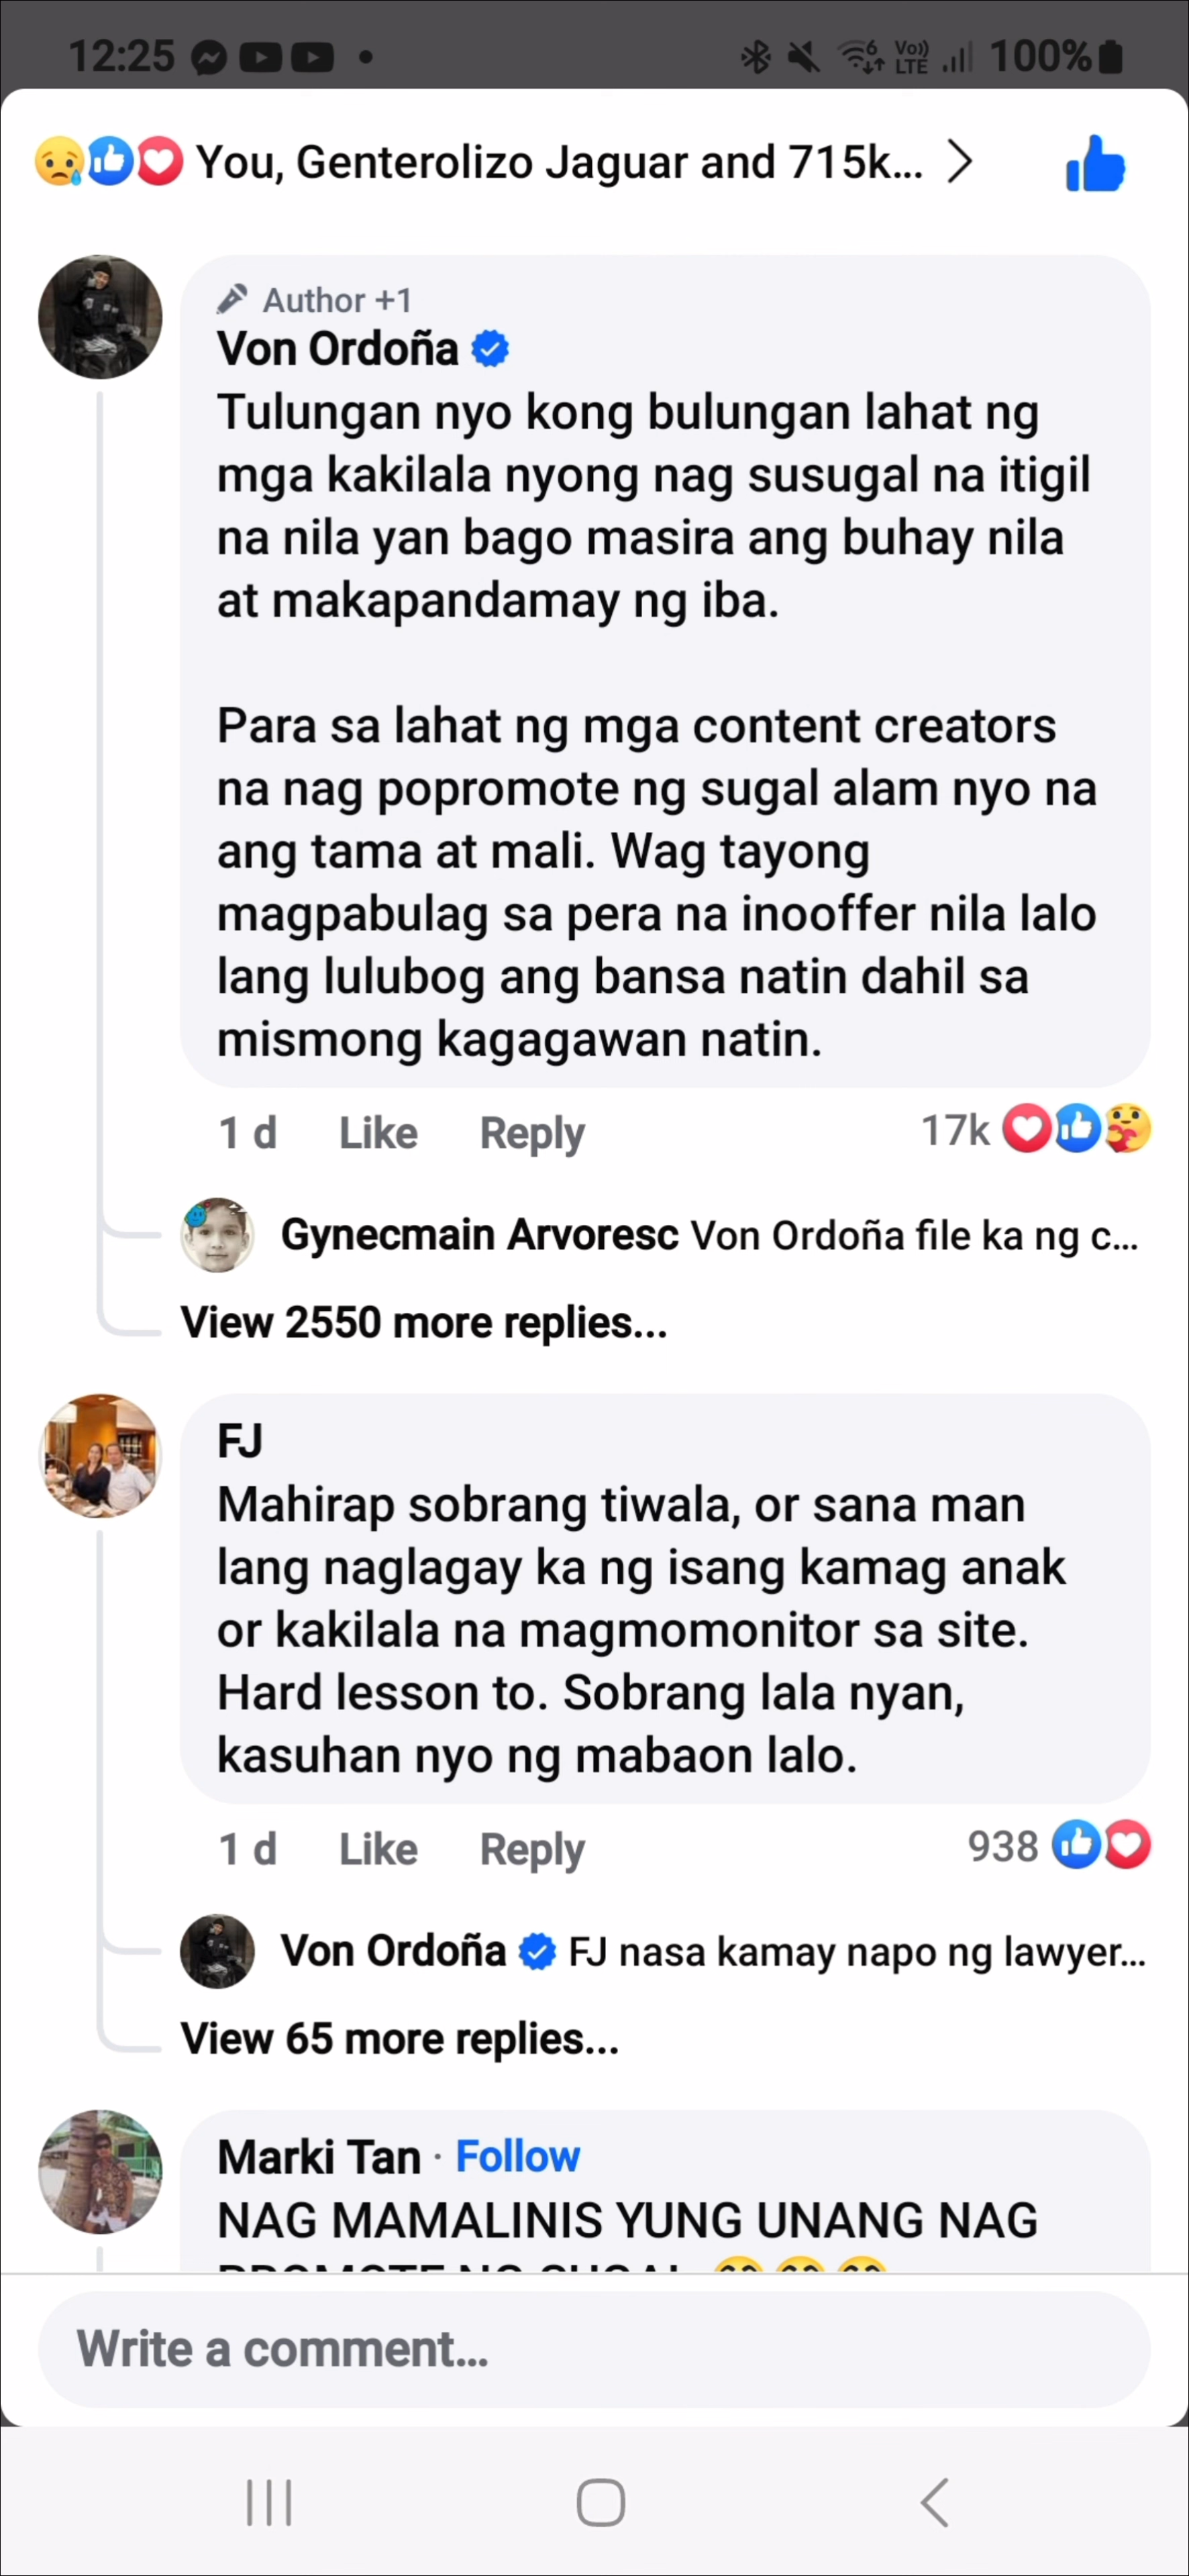 12:25
Vo)) LTE
6
100%
You, Genterolizo Jaguar and 715k...
Author +1
Von Ordoña
Tulungan nyo kong bulungan lahat ng
mga kakilala nyong nag susugal na itigil
na nila yan bago masira ang buhay nila
at makapandamay ng iba.
Para sa lahat ng mga content creators
na nag popromote ng sugal alam nyo na
ang tama at mali. Wag tayong
magpabulag sa pera na inooffer nila lalo
lang lulubog ang bansa natin dahil sa
mismong kagagawan natin.
1 d Like Reply 17k
Gynecmain Arvoresc Von Ordoña file ka ng c...
View 2550 more replies...
FJ
Mahirap sobrang tiwala, or sana man
lang naglagay ka ng isang kamag anak
or kakilala na magmomonitor sa site.
Hard lesson to. Sobrang lala nyan,
kasuhan nyo ng mabaon lalo.
1 d Like Reply 938
Von Ordoña FJ nasa kamay napo ng lawyer...
View 65 more replies...
Marki Tan · Follow
NAG MAMALINIS YUNG UNANG NAG
PROMOTE NG SUGAL
Write a comment...